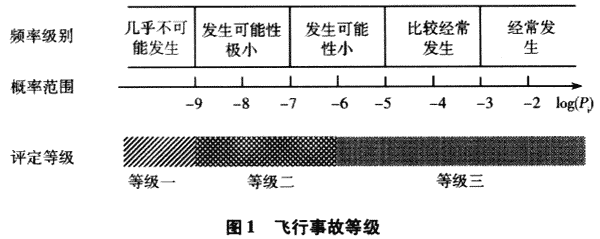 频率级别
几乎不可
能发生
发生可能性
极小
发生可能
性小
比较经常
发生
经常发
生
概率范围
-9 -8 -7 -6 -5 -4 -3 -2 log(Pr)
评定等级
等级一 等级二 等级三
图1 飞行事故等级